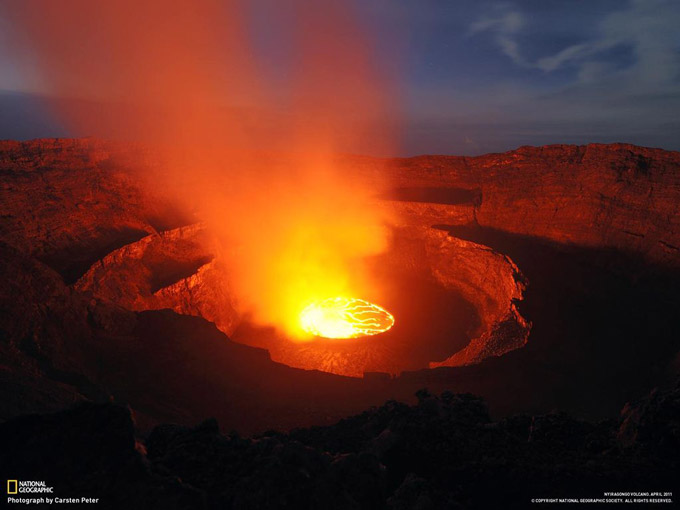 NATIONAL
GEOGRAPHIC
Photograph by Carsten Peter
NYIRAGONGO VOLCANO, APRIL 2011
© COPYRIGHT NATIONAL GEOGRAPHIC SOCIETY. ALL RIGHTS RESERVED.